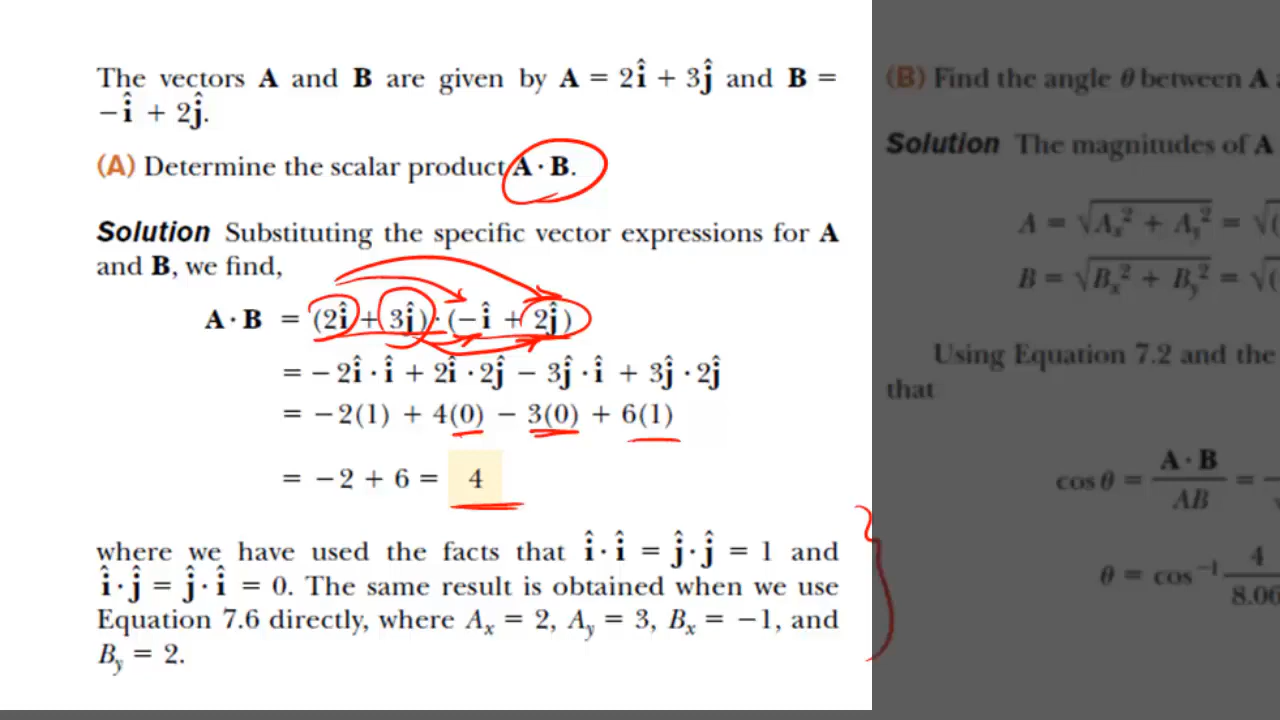 The vectors A and B are given by A = 2î + 3ĵ and B =
−î + 2ĵ.
(A) Determine the scalar product A · B.
Solution Substituting the specific vector expressions for A
and B, we find,
A · B = (2î + 3ĵ) · (−î + 2ĵ)
= −2î · î + 2î · 2ĵ − 3ĵ · î + 3ĵ · 2ĵ
= −2(1) + 4(0) − 3(0) + 6(1)
= −2 + 6 = 4
where we have used the facts that î · î = ĵ · ĵ = 1 and
î · ĵ = ĵ · î = 0. The same result is obtained when we use
Equation 7.6 directly, where Aₓ = 2, Aᵧ = 3, Bₓ = −1, and
Bᵧ = 2.
(B) Find the angle θ between A
Solution The magnitudes of A
A = √Aₓ² + Aᵧ² = √(
B = √Bₓ² + Bᵧ² = √(
Using Equation 7.2 and the
that
cos θ = A · B / AB =
θ = cos⁻¹ 4 / 8.06